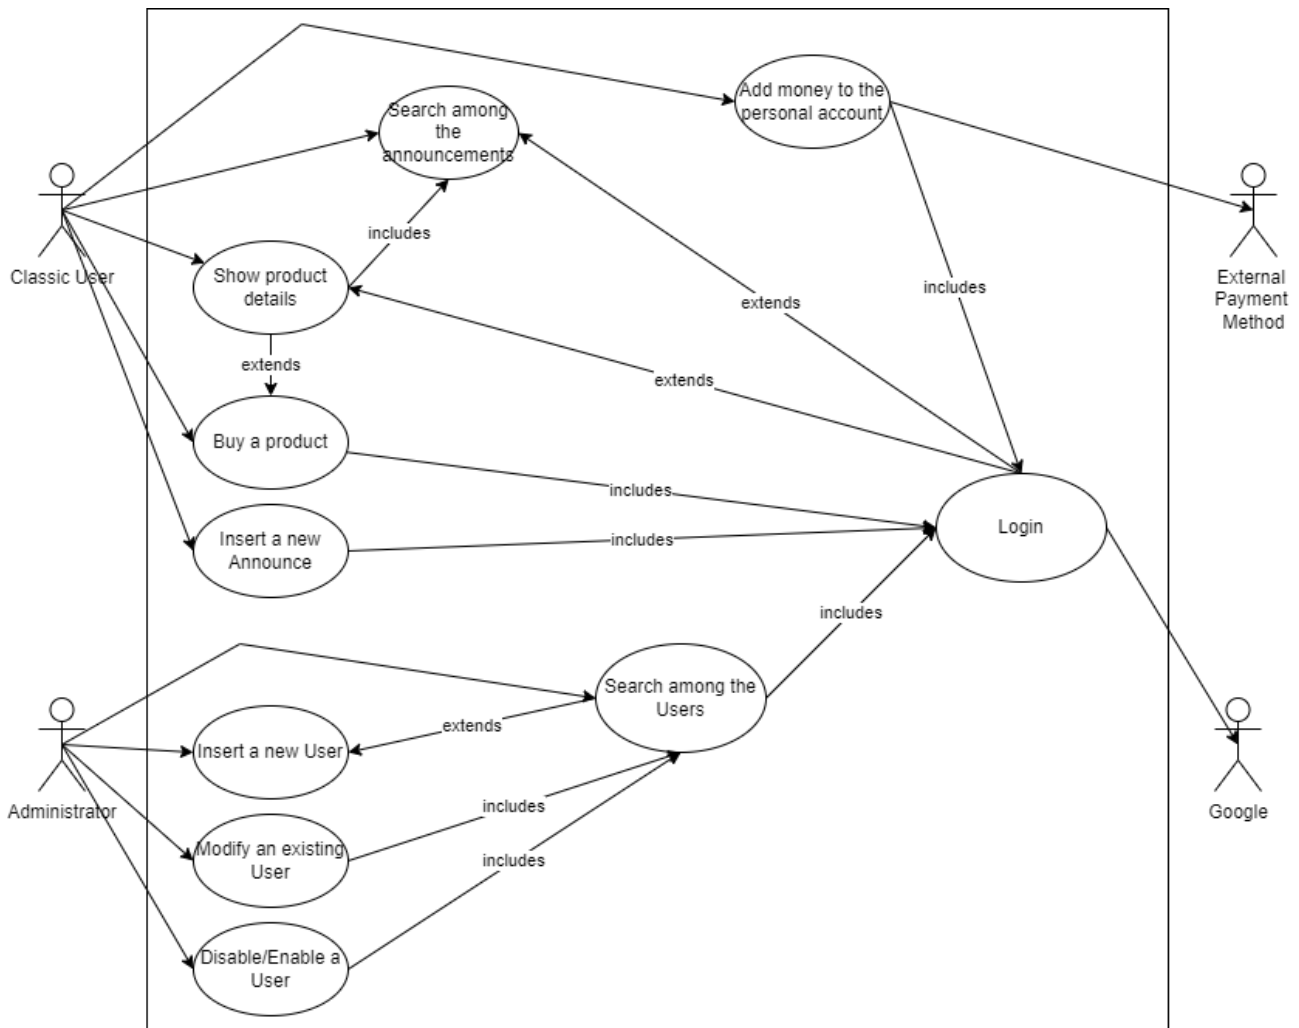 Add money to the
personal account
Search among
the
announcements
includes
Classic User
Show product
details
External
Payment
Method
includes
extends
extends
extends
Buy a product
includes
Login
Insert a new
Announce
includes
includes
Search among the
Users
extends
Insert a new User
Administrator
includes
Google
Modify an existing
User
includes
Disable/Enable a
User